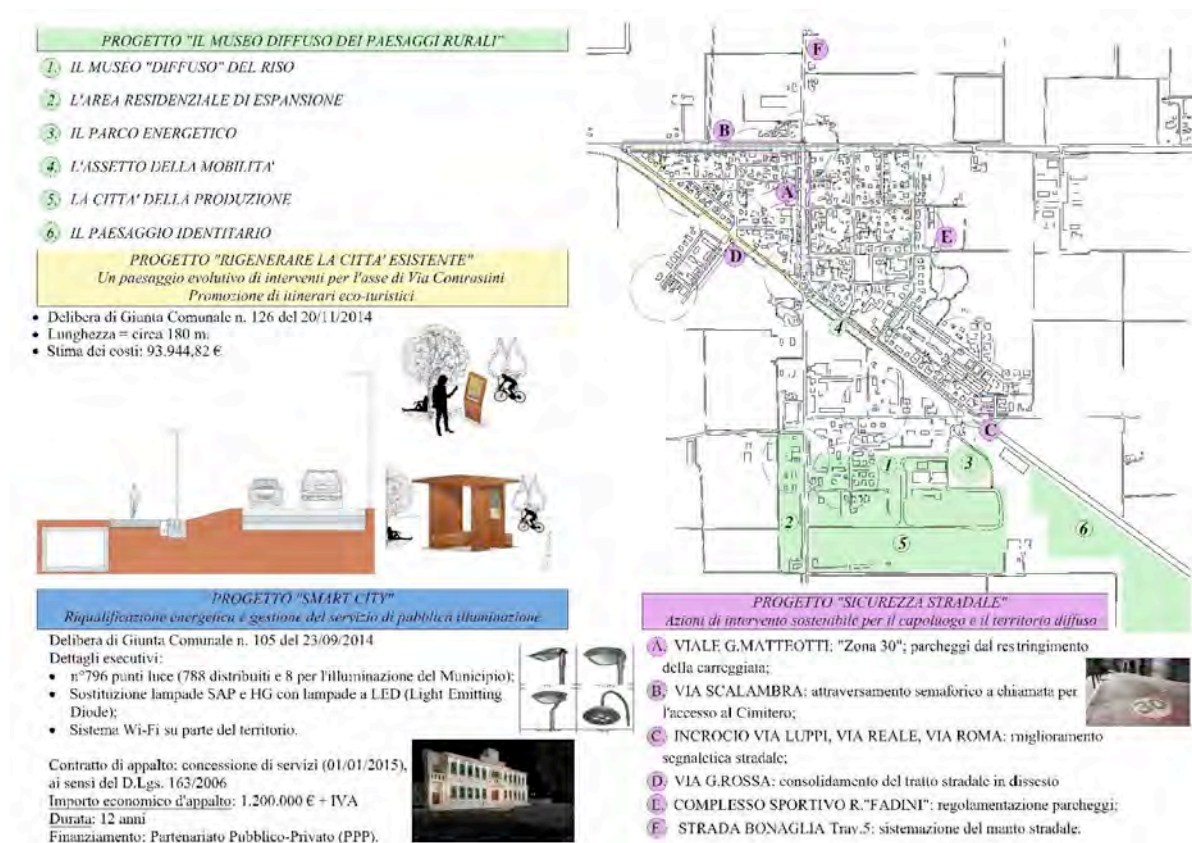 PROGETTO "IL MUSEO DIFFUSO DEI PAESAGGI RURALI"
1. IL MUSEO "DIFFUSO" DEL RISO
2. L'AREA RESIDENZIALE DI ESPANSIONE
3. IL PARCO ENERGETICO
4. L'ASSETTO DELLA MOBILITA'
5. LA CITTA' DELLA PRODUZIONE
6. IL PAESAGGIO IDENTITARIO
PROGETTO "RIGENERARE LA CITTA' ESISTENTE"
Un paesaggio evolutivo di interventi per l'asse di Via Contrastini
Promozione di itinerari eco-turistici.
• Delibera di Giunta Comunale n. 126 del 20/11/2014
• Lunghezza = circa 180 m.
• Stima dei costi: 93.944,82 €
PROGETTO "SMART CITY"
Riqualificazione energetica e gestione del servizio di pubblica illuminazione
Delibera di Giunta Comunale n. 105 del 23/09/2014
Dettagli esecutivi:
• n°796 punti luce (788 distribuiti e 8 per l'illuminazione del Municipio);
• Sostituzione lampade SAP e HG con lampade a LED (Light Emitting
Diode);
• Sistema Wi-Fi su parte del territorio.
Contratto di appalto: concessione di servizi (01/01/2015),
ai sensi del D.Lgs. 163/2006
Importo economico d'appalto: 1.200.000 € + IVA
Durata: 12 anni
Finanziamento: Partenariato Pubblico-Privato (PPP).
F
B
A
E
D
4
C
1
3
2
5
6
PROGETTO "SICUREZZA STRADALE"
Azioni di intervento sostenibile per il capoluogo e il territorio diffuso
A. VIALE G.MATTEOTTI: "Zona 30"; parcheggi dal restringimento
della carreggiata;
B. VIA SCALAMBRA: attraversamento semaforico a chiamata per
l'accesso al Cimitero;
C. INCROCIO VIA LUPPI, VIA REALE, VIA ROMA: miglioramento
segnaletica stradale;
D. VIA G.ROSSA: consolidamento del tratto stradale in dissesto
E. COMPLESSO SPORTIVO R."FADINI": regolamentazione parcheggi;
F. STRADA BONAGLIA Trav.5: sistemazione del manto stradale.
30